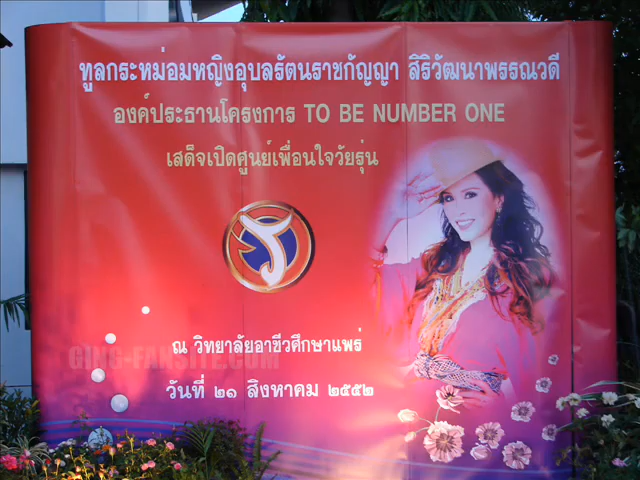 ทูลกระหม่อมหญิงอุบลรัตนราชกัญญา สิริวัฒนาพรรณวดี
องค์ประธานโครงการ TO BE NUMBER ONE
เสด็จเปิดศูนย์เพื่อนใจวัยรุ่น
ณ วิทยาลัยอาชีวศึกษาแพร่
GING-FANSITE.COM
วันที่ ๒๑ สิงหาคม ๒๕๕๒